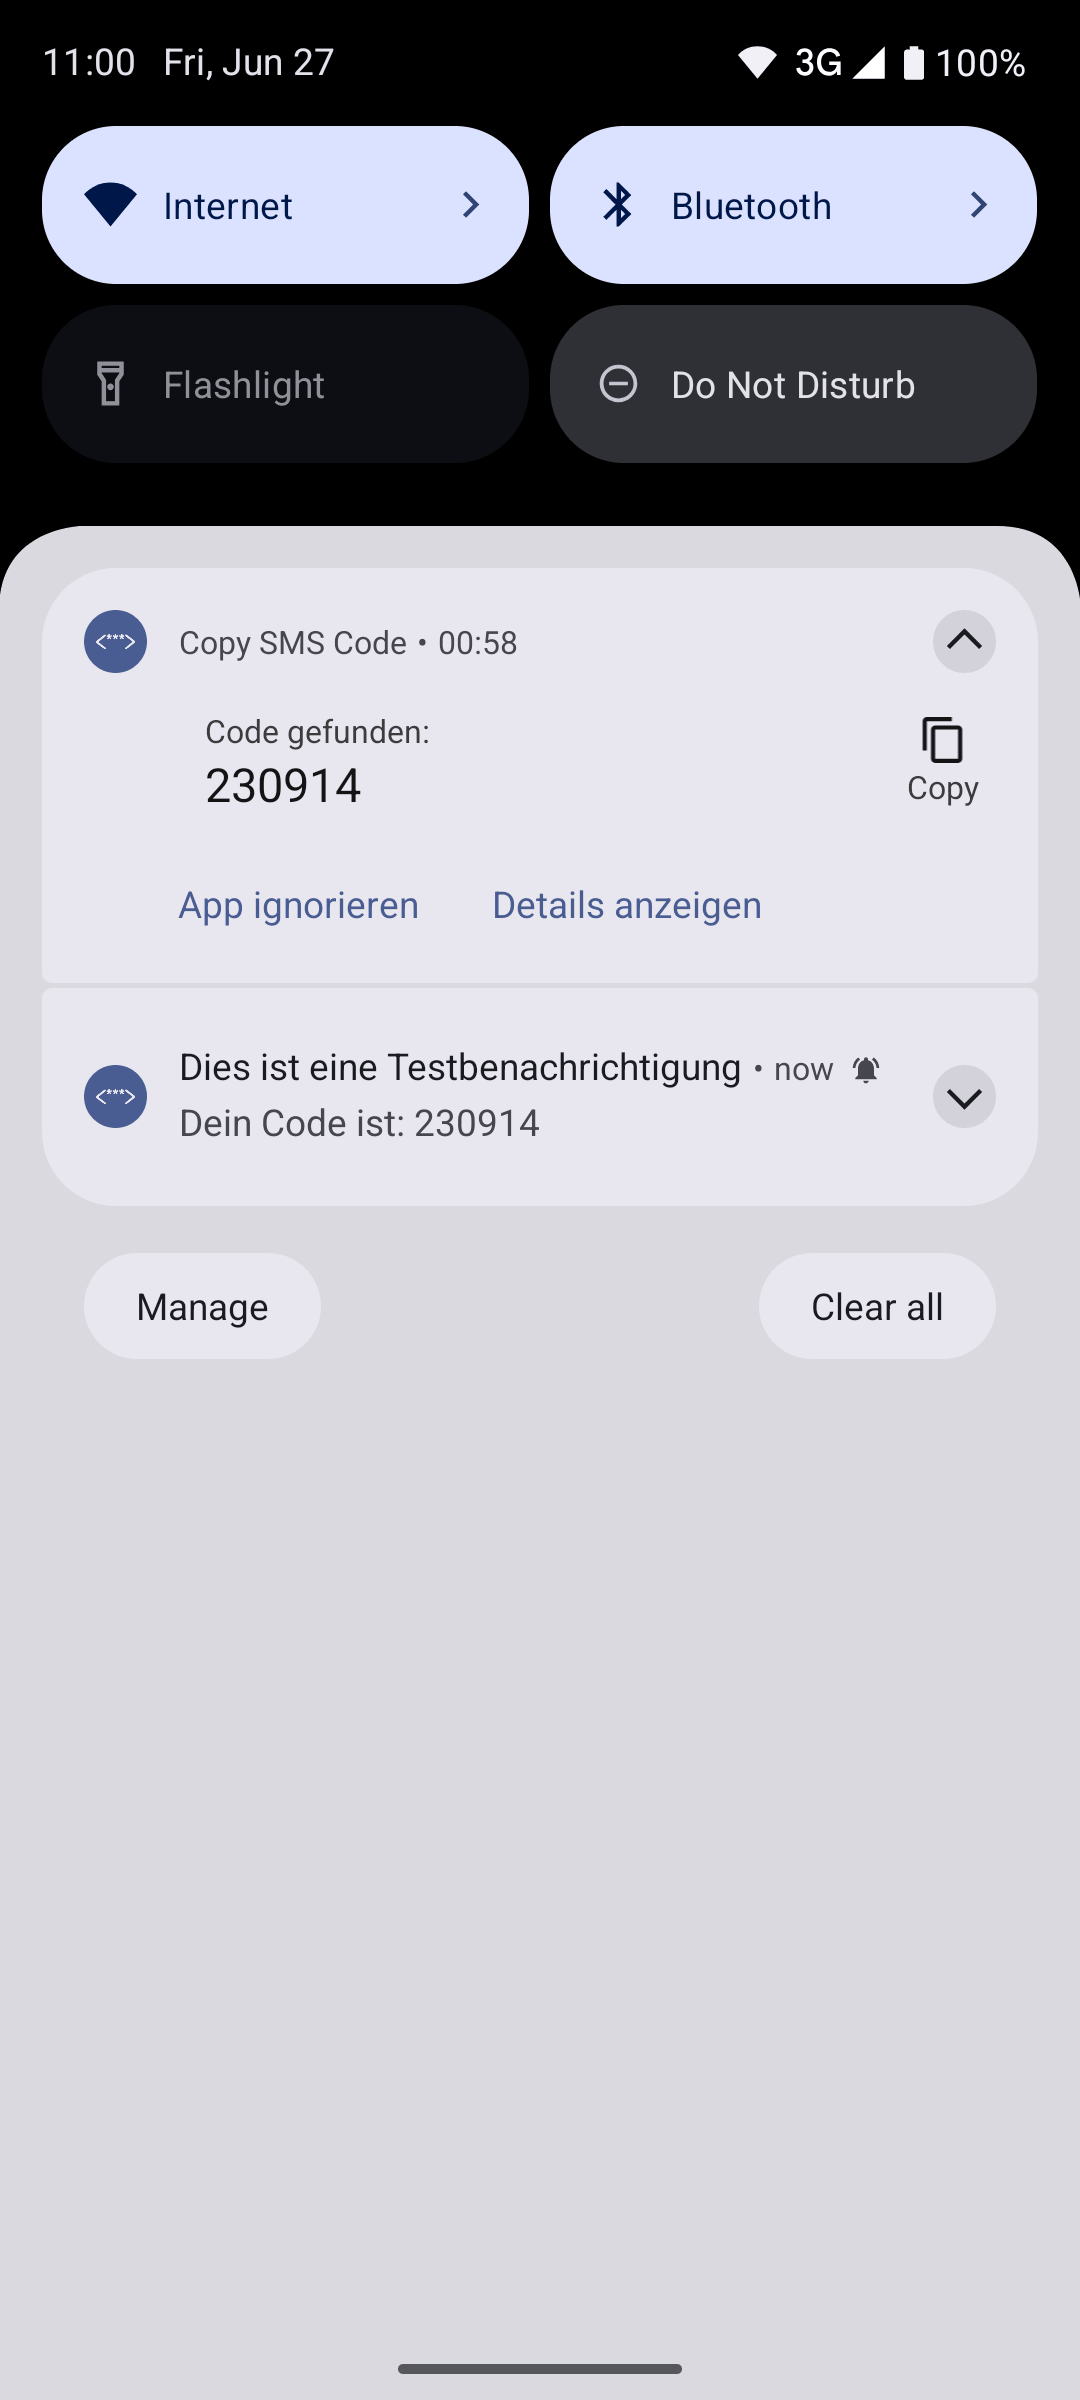 11:00 Fri, Jun 27 3G 100%
Internet
Bluetooth
Flashlight
Do Not Disturb
<***> Copy SMS Code • 00:58
Code gefunden:
230914
Copy
App ignorieren Details anzeigen
<***> Dies ist eine Testbenachrichtigung • now
Dein Code ist: 230914
Manage Clear all